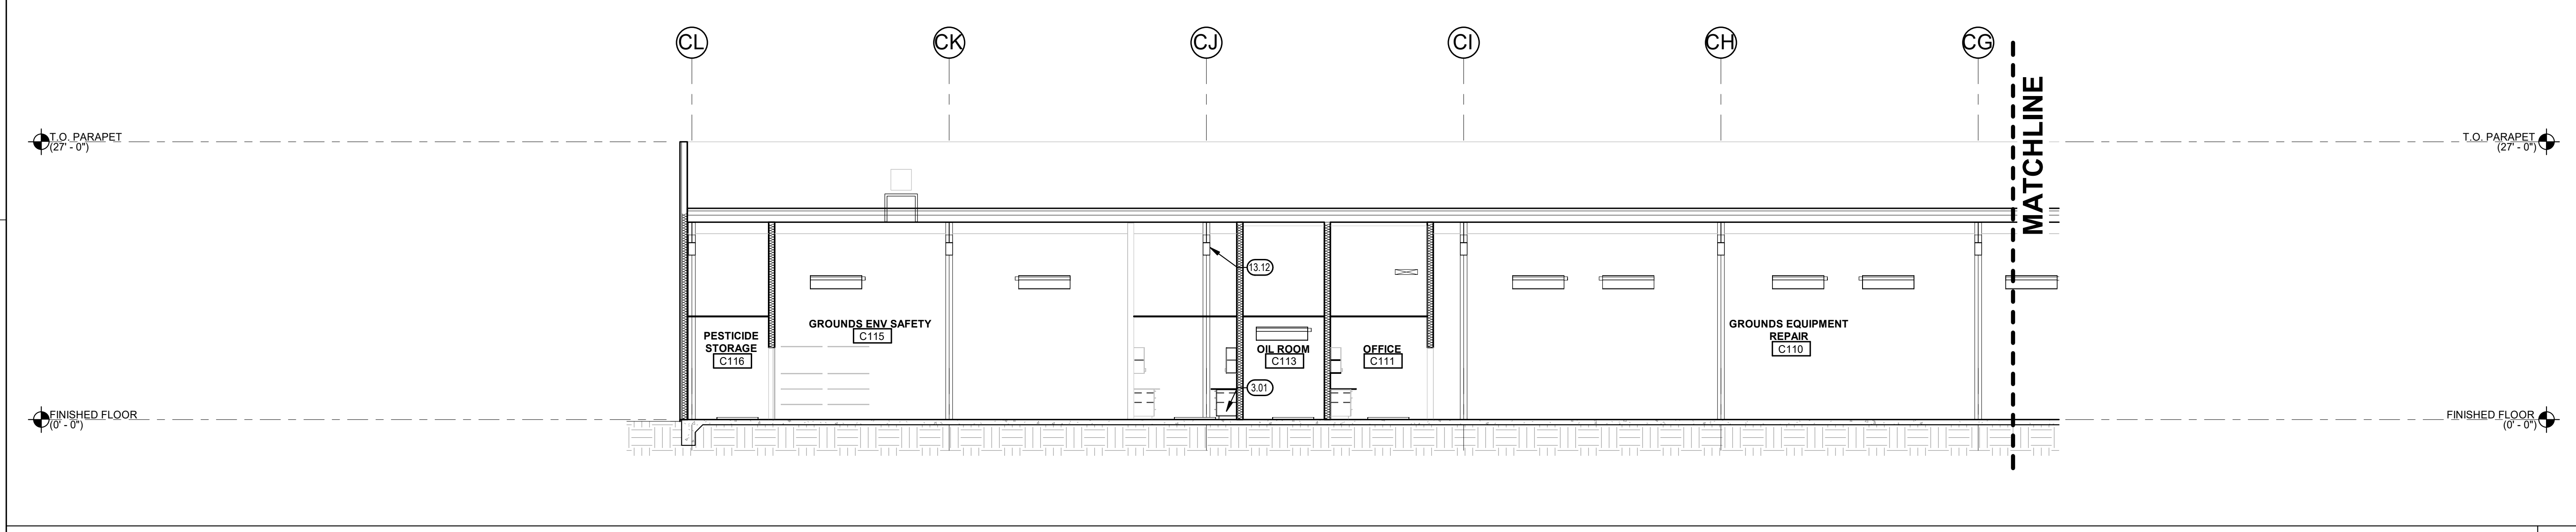 CL
CK
CJ
CI
CH
CG
MATCHLINE
T.O. PARAPET
(27' - 0")
T.O. PARAPET
(27' - 0")
13.12
GROUNDS ENV SAFETY
C115
PESTICIDE
STORAGE
C116
OIL ROOM
C113
OFFICE
C111
GROUNDS EQUIPMENT
REPAIR
C110
3.01
FINISHED FLOOR
(0' - 0")
FINISHED FLOOR
(0' - 0")